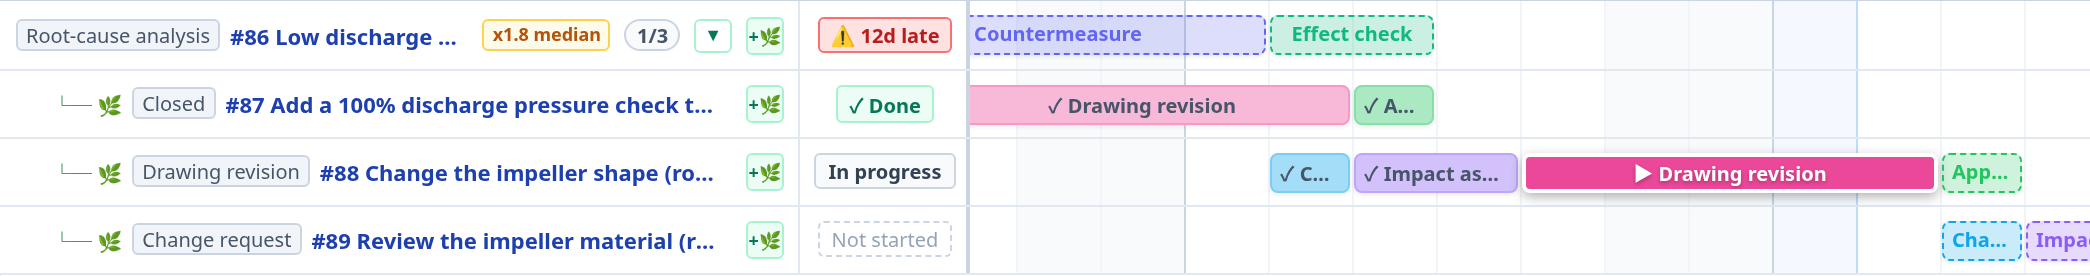 Root-cause analysis #86 Low discharge ... x1.8 median 1/3 ▼ +🌿 ⚠️ 12d late Countermeasure Effect check
🌿 Closed #87 Add a 100% discharge pressure check t... +🌿 ✓ Done ✓ Drawing revision ✓ A...
🌿 Drawing revision #88 Change the impeller shape (ro... +🌿 In progress ✓ C... ✓ Impact as... ▶ Drawing revision App...
🌿 Change request #89 Review the impeller material (r... +🌿 Not started Cha... Impa